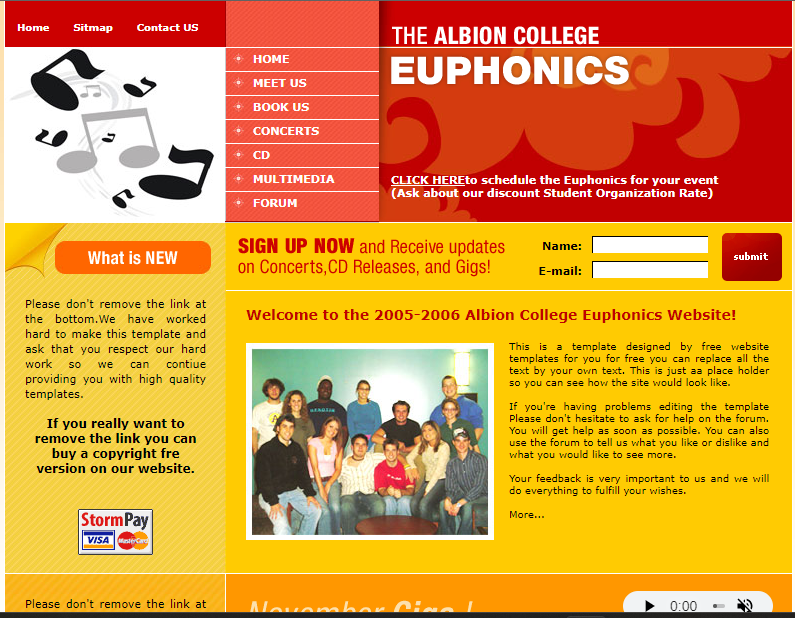 Home Sitmap Contact US
THE ALBION COLLEGE
EUPHONICS
HOME
MEET US
BOOK US
CONCERTS
CD
MULTIMEDIA
FORUM
CLICK HEREto schedule the Euphonics for your event
(Ask about our discount Student Organization Rate)
What is NEW
SIGN UP NOW and Receive updates
on Concerts,CD Releases, and Gigs!
Name:
E-mail:
submit
Please don't remove the link at
the bottom.We have worked
hard to make this template and
ask that you respect our hard
work so we can contiue
providing you with high quality
templates.
If you really want to
remove the link you can
buy a copyright fre
version on our website.
StormPay
VISA MasterCard
Please don't remove the link at
Welcome to the 2005-2006 Albion College Euphonics Website!
This is a template designed by free website
templates for you for free you can replace all the
text by your own text. This is just aa place holder
so you can see how the site would look like.
If you're having problems editing the template
Please don't hesitate to ask for help on the forum.
You will get help as soon as possible. You can also
use the forum to tell us what you like or dislike and
what you would like to see more.
Your feedback is very important to us and we will
do everything to fulfill your wishes.
More...
November Gigs !
0:00